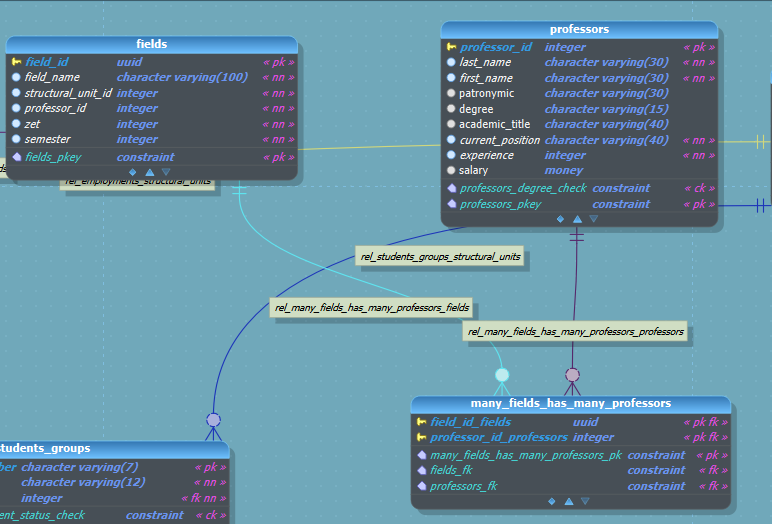 fields
field_id uuid « pk »
field_name character varying(100) « nn »
structural_unit_id integer « nn »
professor_id integer « nn »
zet integer « nn »
semester integer « nn »
fields_pkey constraint « pk »
rel_employments_structural_units
professors
professor_id integer « pk »
last_name character varying(30) « nn »
first_name character varying(30) « nn »
patronymic character varying(30)
degree character varying(15)
academic_title character varying(40)
current_position character varying(40) « nn »
experience integer « nn »
salary money
professors_degree_check constraint « ck »
professors_pkey constraint « pk »
rel_students_groups_structural_units
rel_many_fields_has_many_professors_fields
rel_many_fields_has_many_professors_professors
many_fields_has_many_professors
field_id_fields uuid « pk fk »
professor_id_professors integer « pk fk »
many_fields_has_many_professors_pk constraint « pk »
fields_fk constraint « fk »
professors_fk constraint « fk »
students_groups
ber character varying(7) « pk »
character varying(12) « nn »
integer « fk nn »
ent_status_check constraint « ck »